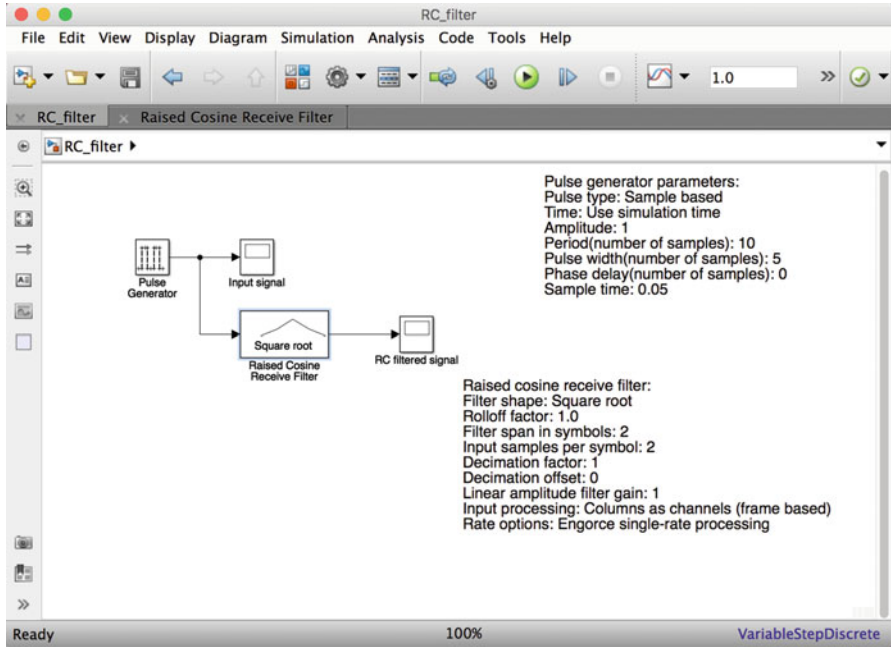 RC_filter
File Edit View Display Diagram Simulation Analysis Code Tools Help
1.0
RC_filter
Raised Cosine Receive Filter
RC_filter
Pulse generator parameters:
Pulse type: Sample based
Time: Use simulation time
Amplitude: 1
Period(number of samples): 10
Pulse width(number of samples): 5
Phase delay(number of samples): 0
Sample time: 0.05
Pulse
Generator
Input signal
Square root
Raised Cosine
Receive Filter
RC filtered signal
Raised cosine receive filter:
Filter shape: Square root
Rolloff factor: 1.0
Filter span in symbols: 2
Input samples per symbol: 2
Decimation factor: 1
Decimation offset: 0
Linear amplitude filter gain: 1
Input processing: Columns as channels (frame based)
Rate options: Engorce single-rate processing
Ready
100%
VariableStepDiscrete